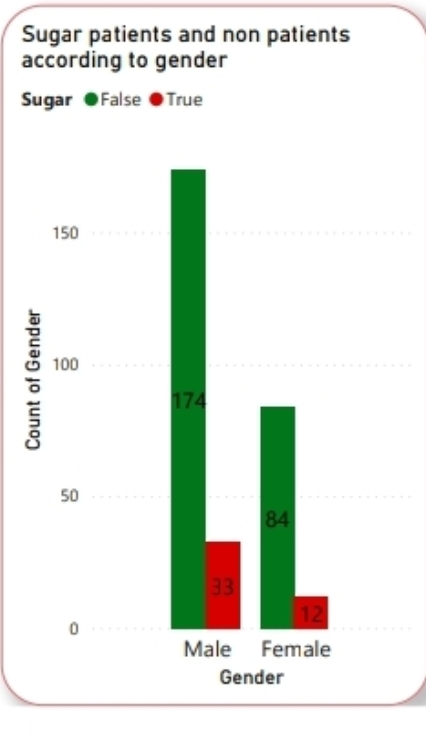 Sugar patients and non patients
according to gender
Sugar False True
150
100
50
0
Count of Gender
174
33
84
12
Male Female
Gender